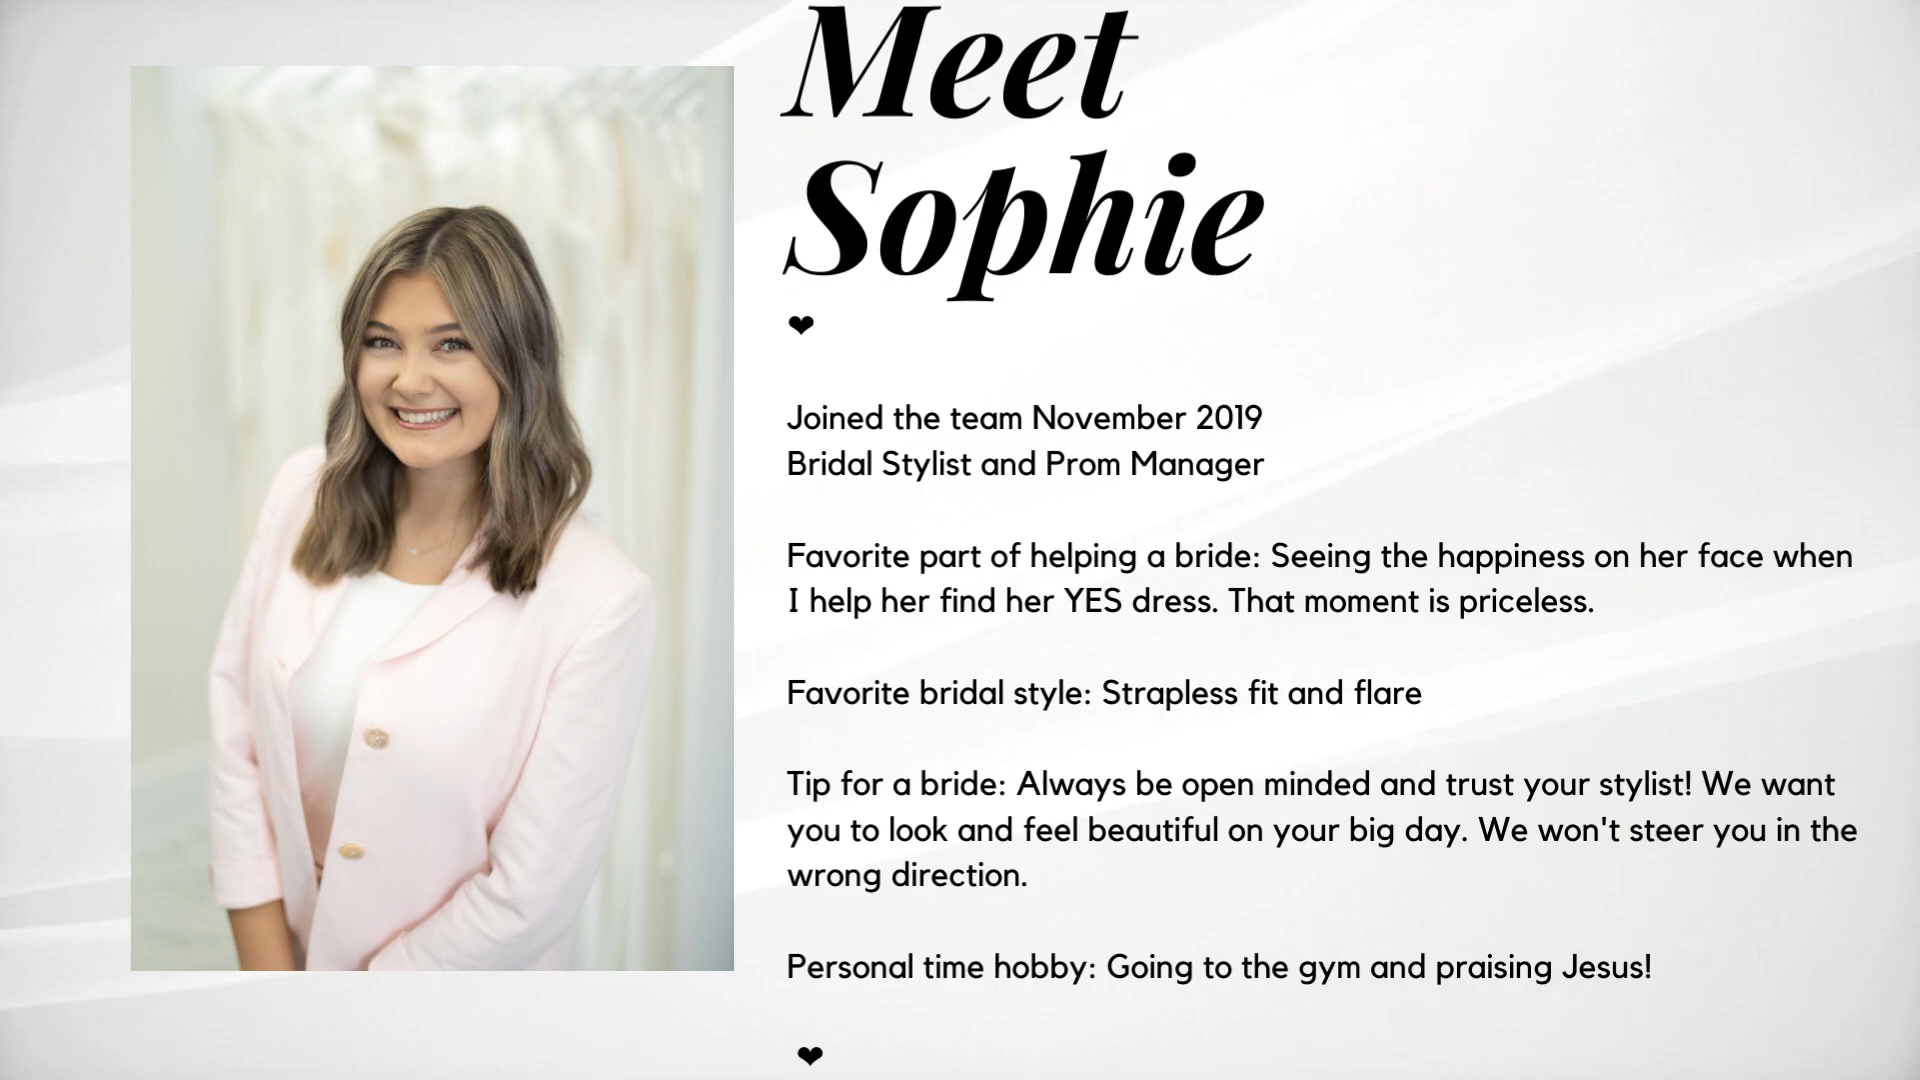 Meet
Sophie
❤
Joined the team November 2019
Bridal Stylist and Prom Manager
Favorite part of helping a bride: Seeing the happiness on her face when
I help her find her YES dress. That moment is priceless.
Favorite bridal style: Strapless fit and flare
Tip for a bride: Always be open minded and trust your stylist! We want
you to look and feel beautiful on your big day. We won't steer you in the
wrong direction.
Personal time hobby: Going to the gym and praising Jesus!
❤